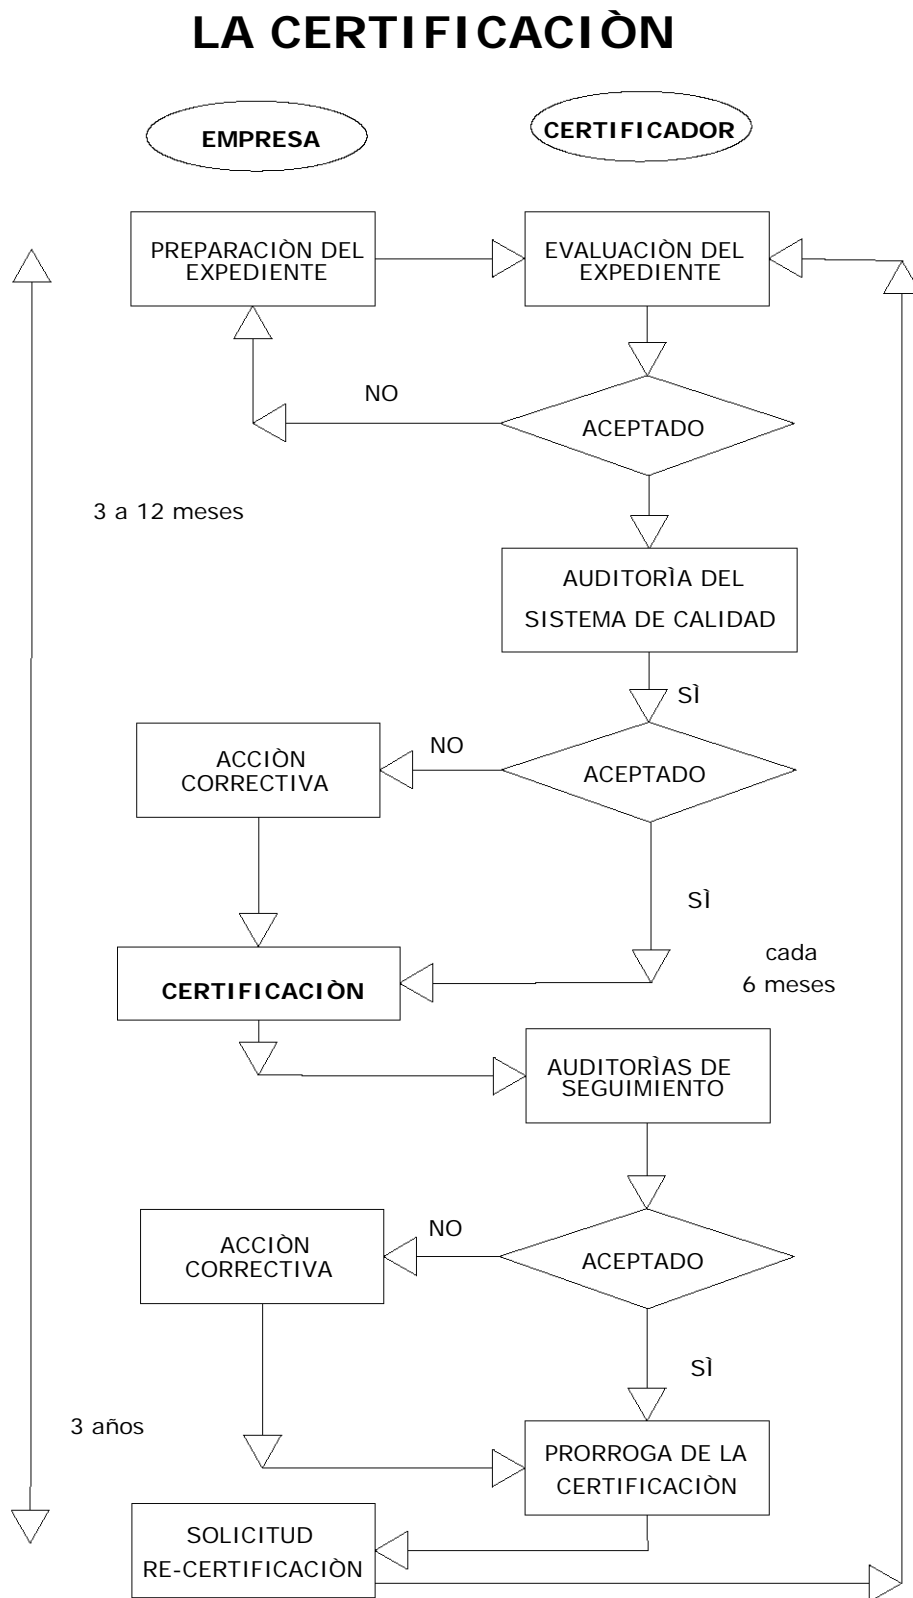 LA CERTIFICACIÒN
EMPRESA
CERTIFICADOR
PREPARACIÒN DEL
EXPEDIENTE
EVALUACIÒN DEL
EXPEDIENTE
NO
ACEPTADO
3 a 12 meses
AUDITORÌA DEL
SISTEMA DE CALIDAD
SÌ
ACCIÒN
CORRECTIVA
NO
ACEPTADO
SÌ
cada
6 meses
CERTIFICACIÒN
AUDITORÌAS DE
SEGUIMIENTO
ACCIÒN
CORRECTIVA
NO
ACEPTADO
SÌ
3 años
PRORROGA DE LA
CERTIFICACIÒN
SOLICITUD
RE-CERTIFICACIÒN